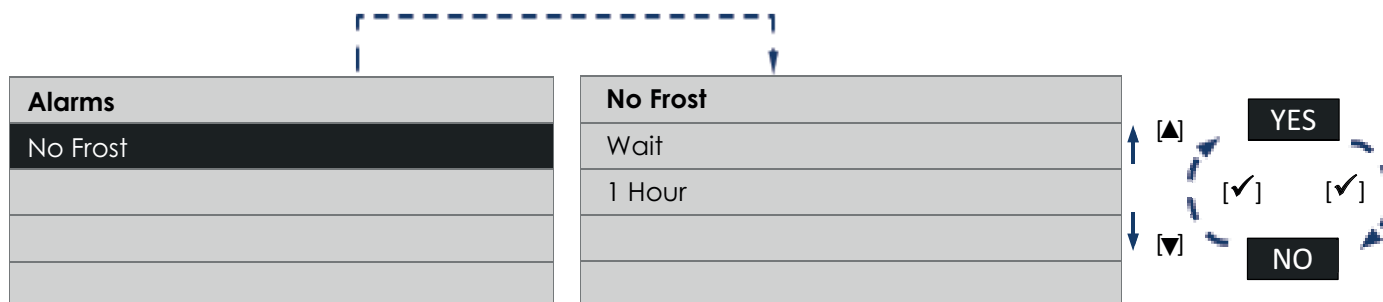 Alarms
No Frost
No Frost
Wait
1 Hour
[▲]
[▼]
YES
[✓] [✓]
NO